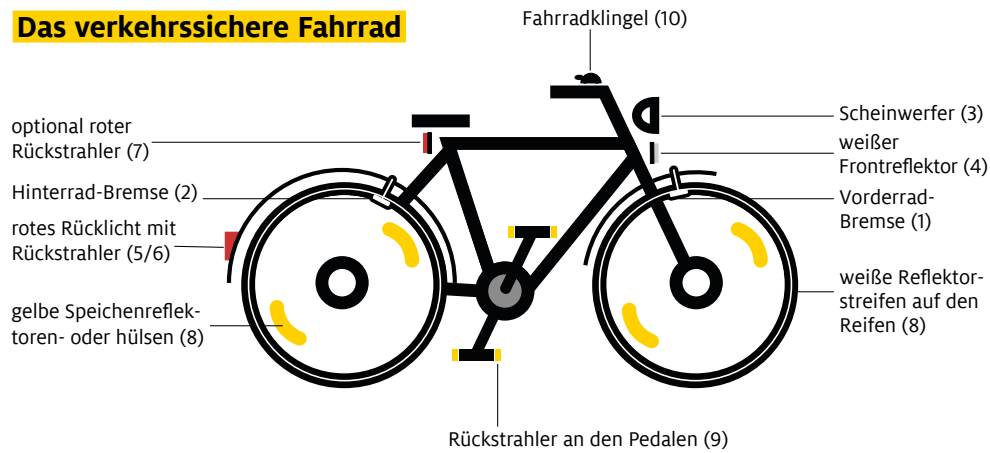 Das verkehrssichere Fahrrad
Fahrradklingel (10)
optional roter
Rückstrahler (7)
Hinterrad-Bremse (2)
rotes Rücklicht mit
Rückstrahler (5/6)
gelbe Speichenreflek-
toren- oder hülsen (8)
Scheinwerfer (3)
weißer
Frontreflektor (4)
Vorderrad-
Bremse (1)
weiße Reflektor-
streifen auf den
Reifen (8)
Rückstrahler an den Pedalen (9)